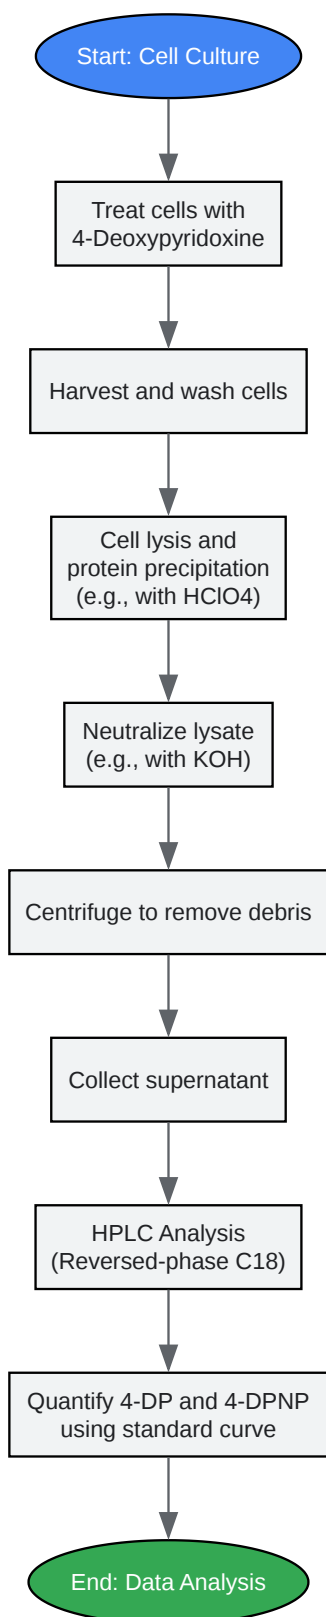 Start: Cell Culture
Treat cells with
4-Deoxypyridoxine
Harvest and wash cells
Cell lysis and
protein precipitation
(e.g., with HClO4)
Neutralize lysate
(e.g., with KOH)
Centrifuge to remove debris
Collect supernatant
HPLC Analysis
(Reversed-phase C18)
Quantify 4-DP and 4-DPNP
using standard curve
End: Data Analysis